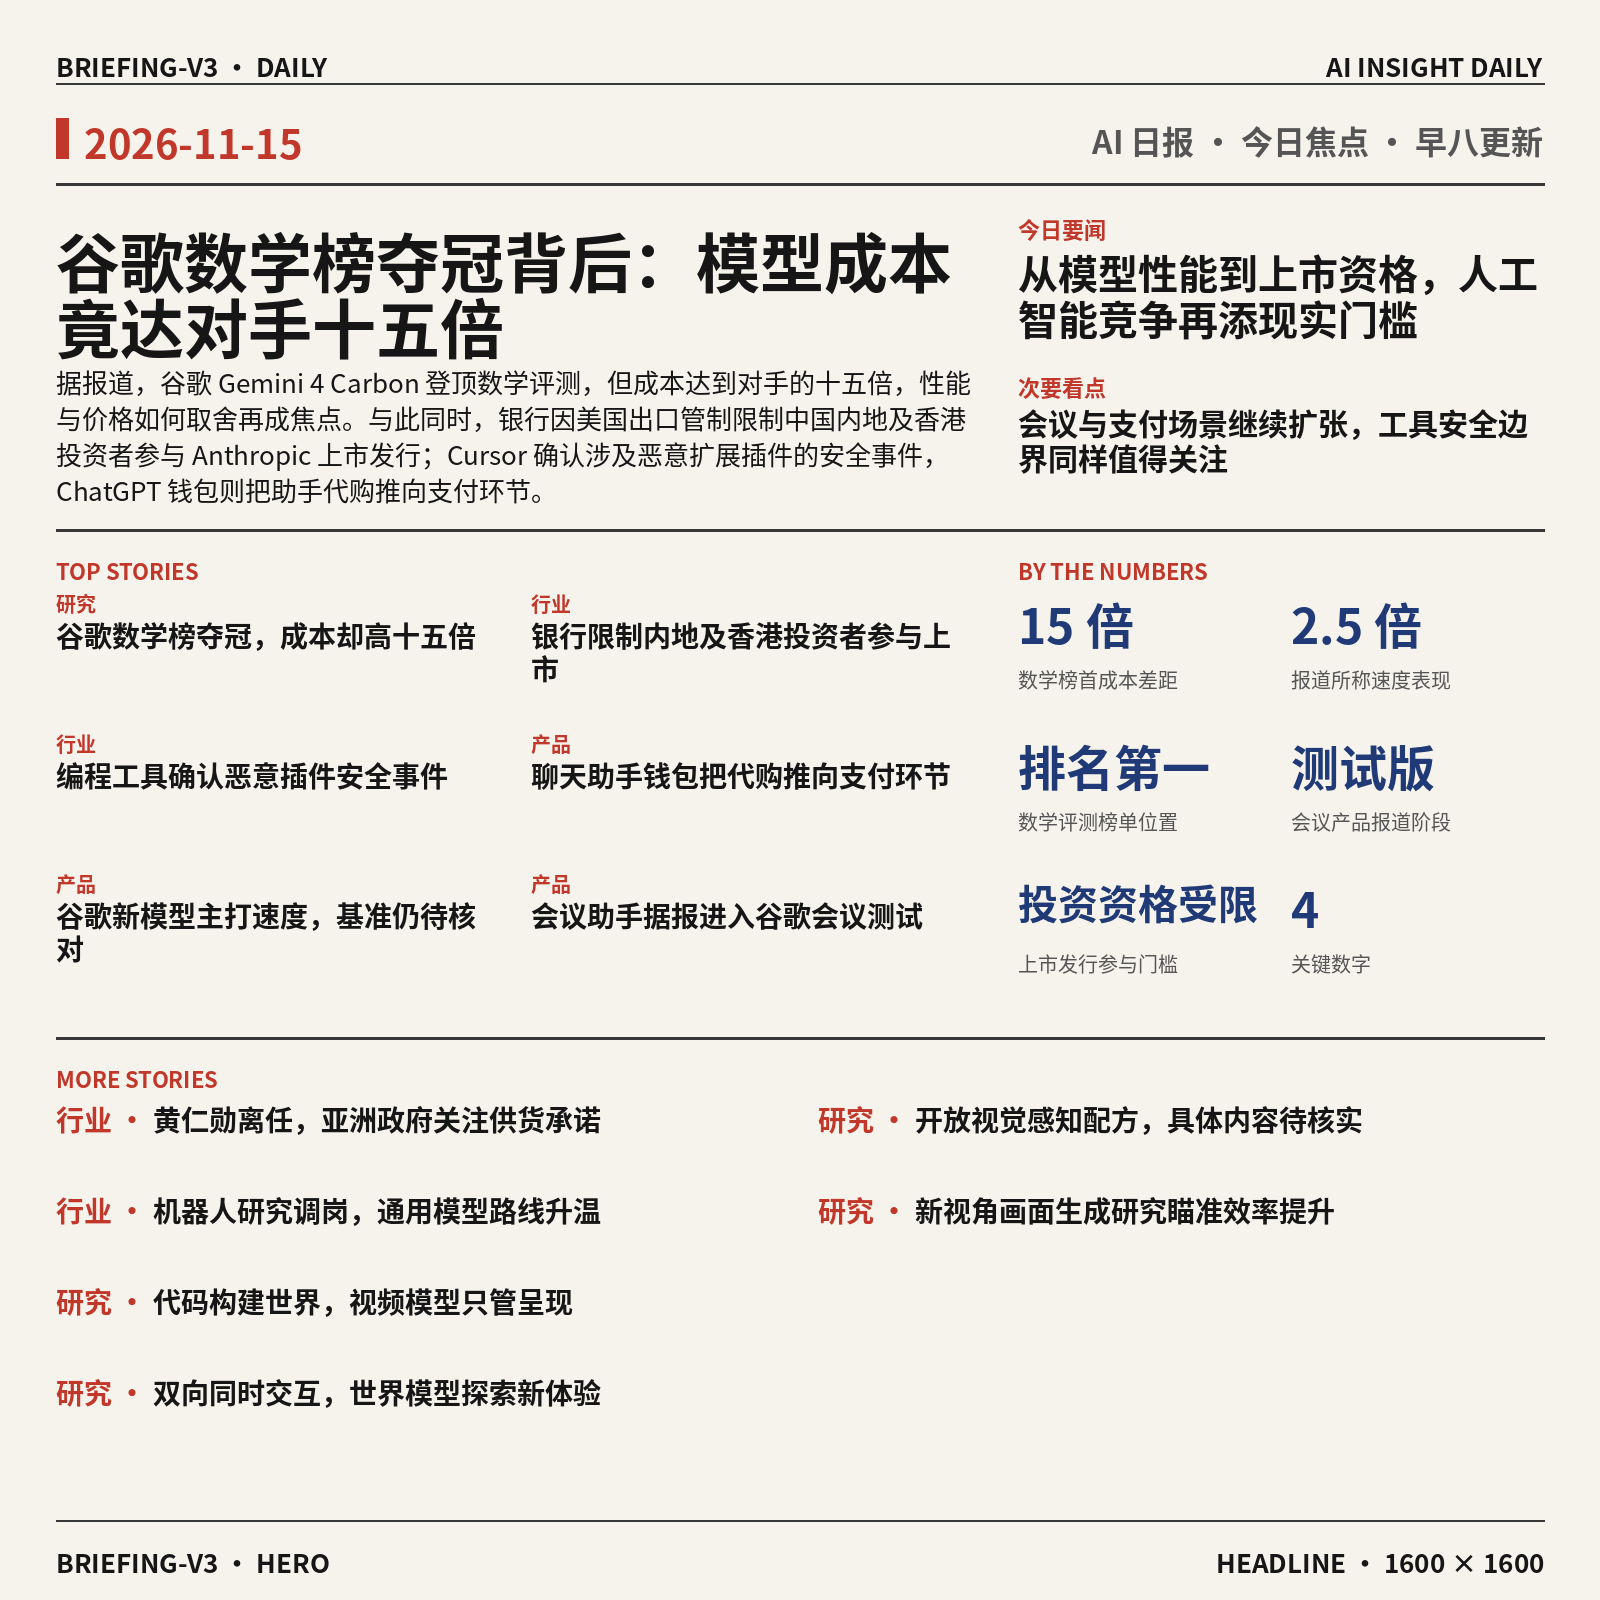 BRIEFING-V3 • DAILY
AI INSIGHT DAILY
2026-11-15
AI 日报 • 今日焦点 • 早八更新
谷歌数学榜夺冠背后：模型成本
竟达对手十五倍
据报道，谷歌 Gemini 4 Carbon 登顶数学评测，但成本达到对手的十五倍，性能
与价格如何取舍再成焦点。与此同时，银行因美国出口管制限制中国内地及香港
投资者参与 Anthropic 上市发行；Cursor 确认涉及恶意扩展插件的安全事件，
ChatGPT 钱包则把助手代购推向支付环节。
今日要闻
从模型性能到上市资格，人工
智能竞争再添现实门槛
次要看点
会议与支付场景继续扩张，工具安全边
界同样值得关注
TOP STORIES
研究
谷歌数学榜夺冠，成本却高十五倍
行业
银行限制内地及香港投资者参与上
市
行业
编程工具确认恶意插件安全事件
产品
聊天助手钱包把代购推向支付环节
产品
谷歌新模型主打速度，基准仍待核
对
产品
会议助手据报进入谷歌会议测试
BY THE NUMBERS
15 倍
数学榜首成本差距
2.5 倍
报道所称速度表现
排名第一
数学评测榜单位置
测试版
会议产品报道阶段
投资资格受限
上市发行参与门槛
4
关键数字
MORE STORIES
行业 • 黄仁勋离任，亚洲政府关注供货承诺
行业 • 机器人研究调岗，通用模型路线升温
研究 • 代码构建世界，视频模型只管呈现
研究 • 双向同时交互，世界模型探索新体验
研究 • 开放视觉感知配方，具体内容待核实
研究 • 新视角画面生成研究瞄准效率提升
BRIEFING-V3 • HERO
HEADLINE • 1600 × 1600